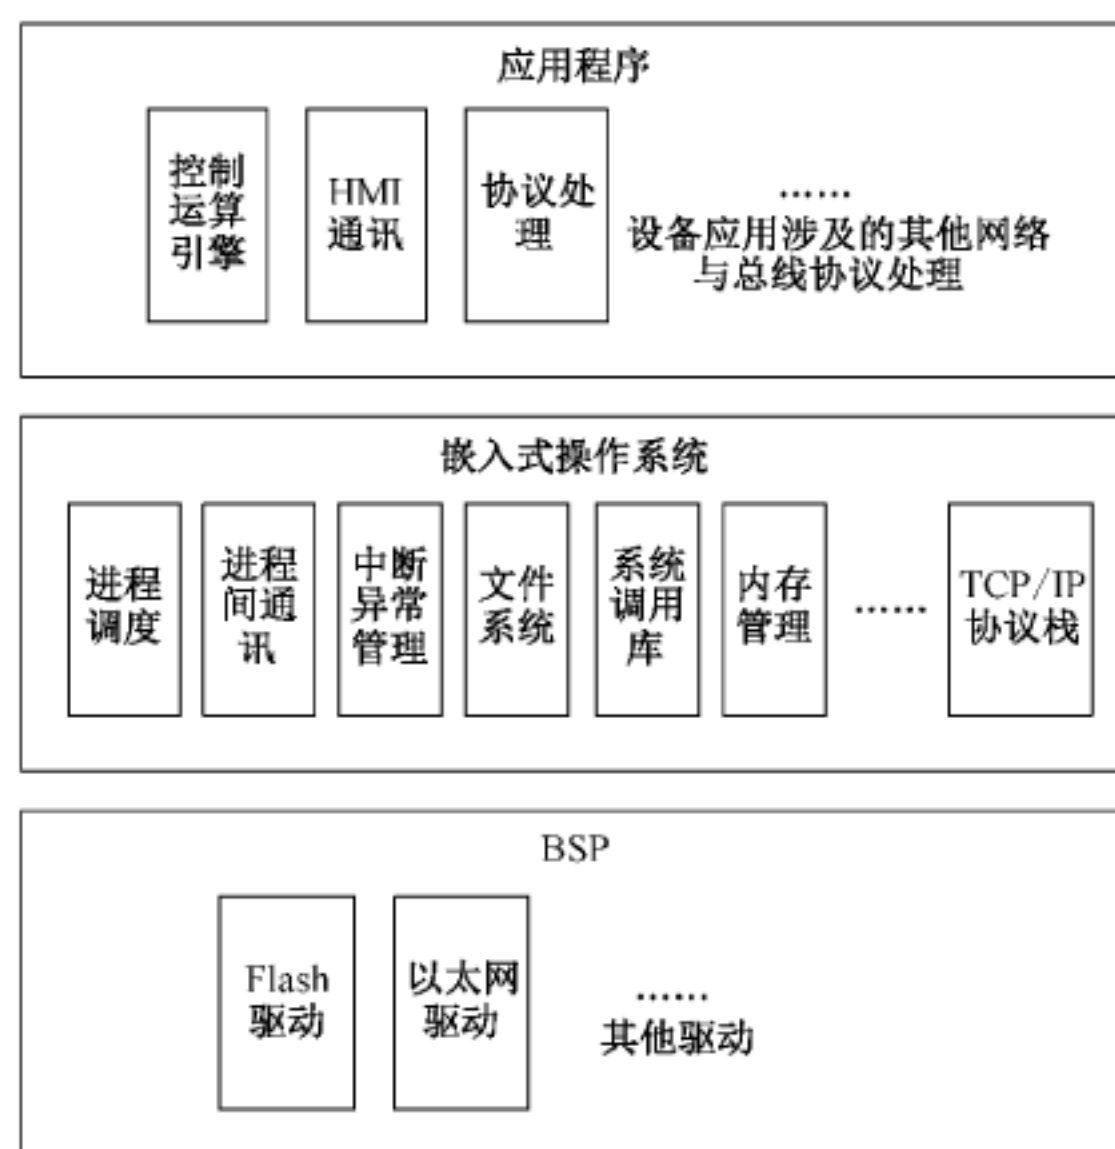 应用程序
控制
运算
引擎
HMI
通讯
协议处
理
……
设备应用涉及的其他网络
与总线协议处理
嵌入式操作系统
进程
调度
进程
间通
讯
中断
异常
管理
文件
系统
系统
调用
库
内存
管理
……
TCP/IP
协议栈
BSP
Flash
驱动
以太网
驱动
……
其他驱动